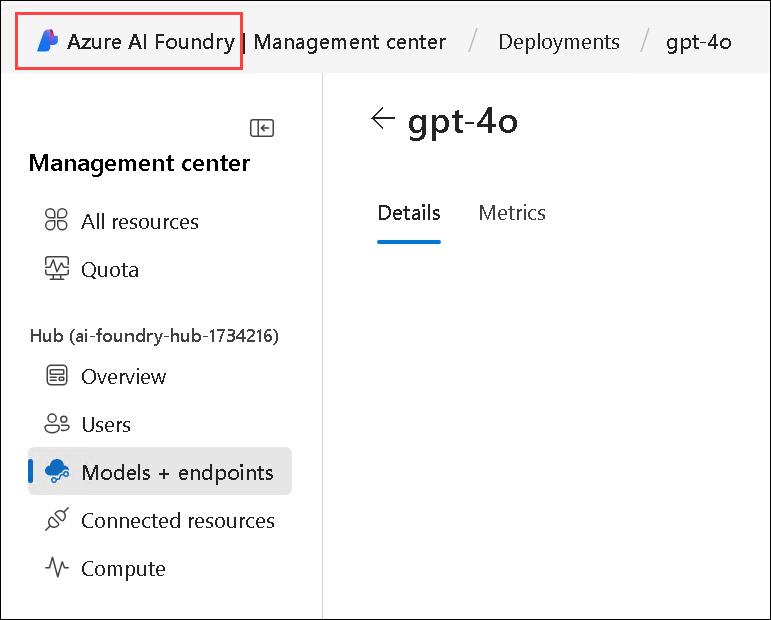 Azure AI Foundry | Management center / Deployments / gpt-4o
Management center
All resources
Quota
Hub (ai-foundry-hub-1734216)
Overview
Users
Models + endpoints
Connected resources
Compute
gpt-4o
Details Metrics